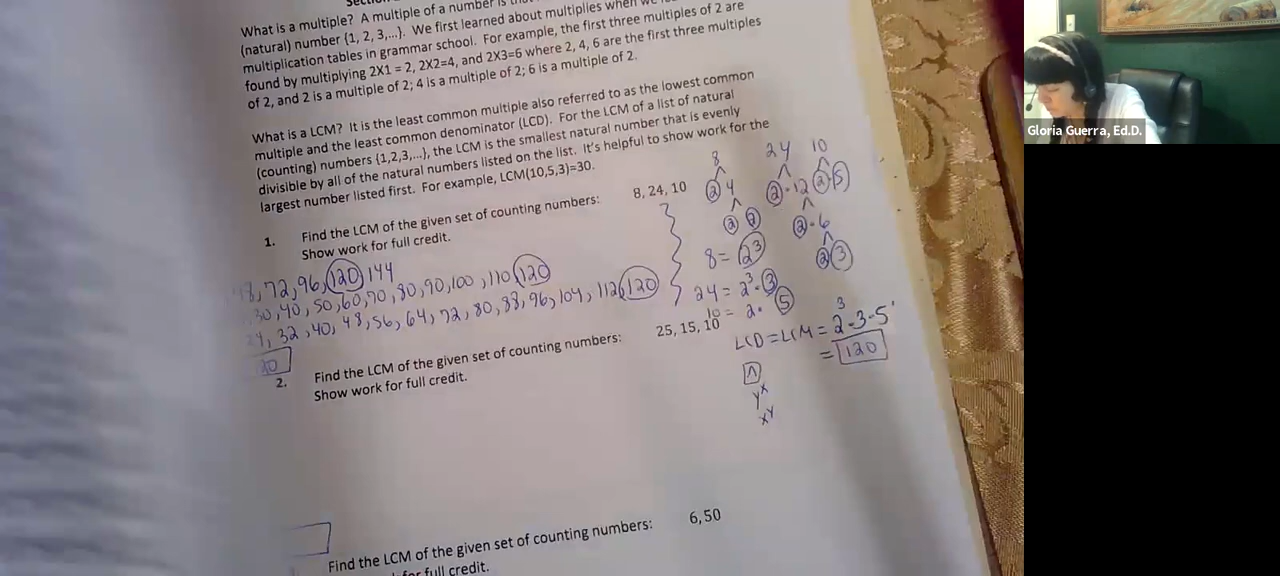 What is a multiple? A multiple of a number is
(natural) number {1, 2, 3,...}. We first learned about multiplies when we
multiplication tables in grammar school. For example, the first three multiples of 2 are
found by multiplying 2X1 = 2, 2X2=4, and 2X3=6 where 2, 4, 6 are the first three multiples
of 2, and 2 is a multiple of 2; 4 is a multiple of 2; 6 is a multiple of 2.
What is a LCM? It is the least common multiple also referred to as the lowest common
multiple and the least common denominator (LCD). For the LCM of a list of natural
(counting) numbers {1,2,3,...}, the LCM is the smallest natural number that is evenly
divisible by all of the natural numbers listed on the list. It's helpful to show work for the
largest number listed first. For example, LCM(10,5,3)=30.
1. Find the LCM of the given set of counting numbers: 8, 24, 10
Show work for full credit.
72, 96, 120, 144
30, 40, 50, 60, 70, 80, 90, 100, 110, 120
32, 40, 48, 56, 64, 72, 80, 88, 96, 104, 112, 120
8 24 10
2 4 2·12 2·5
2 2 2·6
2 3
8 = 2³
24 = 2³·3
10 = 2· 5
LCD = LCM = 2³·3·5¹
= 120
^
y^x
x^y
2. Find the LCM of the given set of counting numbers: 25, 15, 10
Show work for full credit.
Find the LCM of the given set of counting numbers: 6, 50
for full credit.
Gloria Guerra, Ed.D.